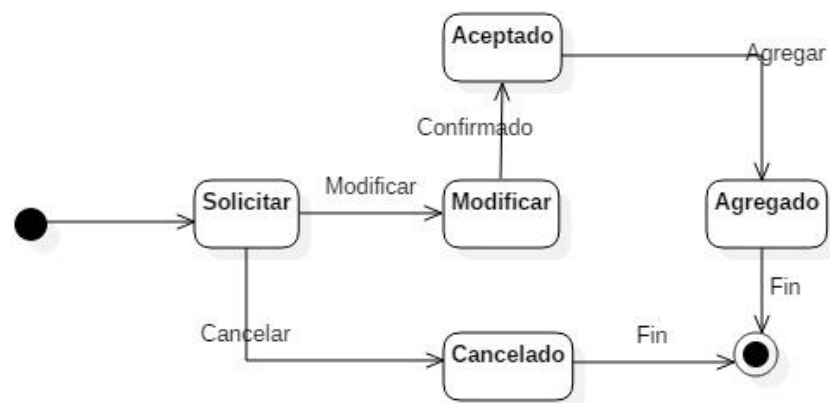 Aceptado
Agregar
Confirmado
Modificar
Solicitar
Modificar
Agregado
Fin
Cancelar
Fin
Cancelado